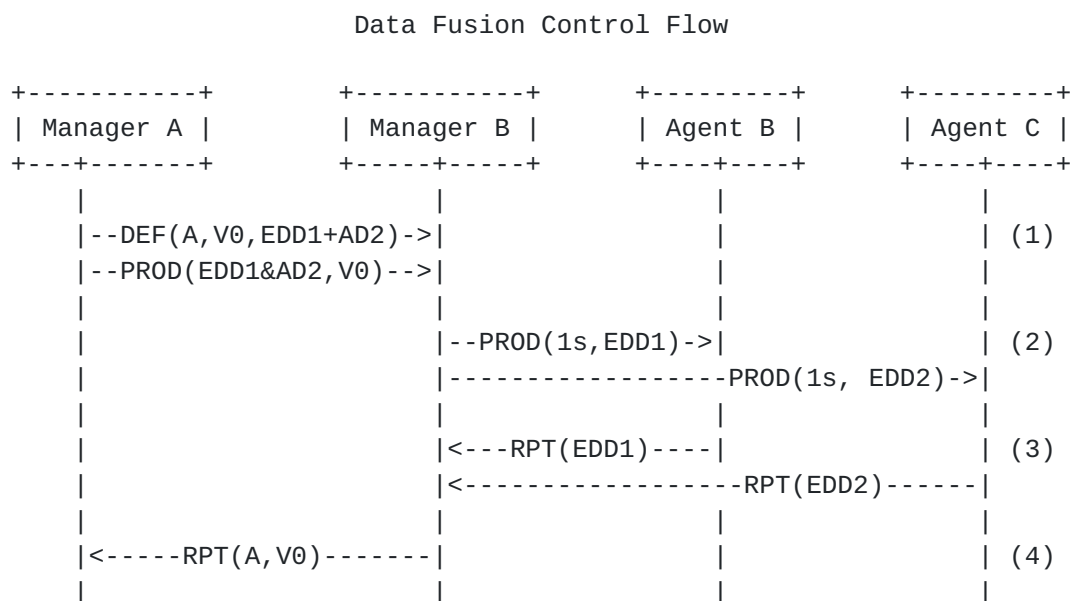 Data Fusion Control Flow
+-----------+        +-----------+      +---------+      +---------+
| Manager A |        | Manager B |      | Agent B |      | Agent C |
+---+-------+        +-----+-----+      +----+----+      +----+----+
    |                      |                 |                |
    |--DEF(A,V0,EDD1+AD2)->|                 |                | (1)
    |--PROD(EDD1&AD2,V0)-->|                 |                |
    |                      |                 |                |
    |                      |--PROD(1s,EDD1)->|                | (2)
    |                      |------------------PROD(1s, EDD2)->|
    |                      |                 |                |
    |                      |<---RPT(EDD1)----|                | (3)
    |                      |<------------------RPT(EDD2)------|
    |                      |                 |                |
    |<-----RPT(A,V0)-------|                 |                | (4)
    |                      |                 |                |